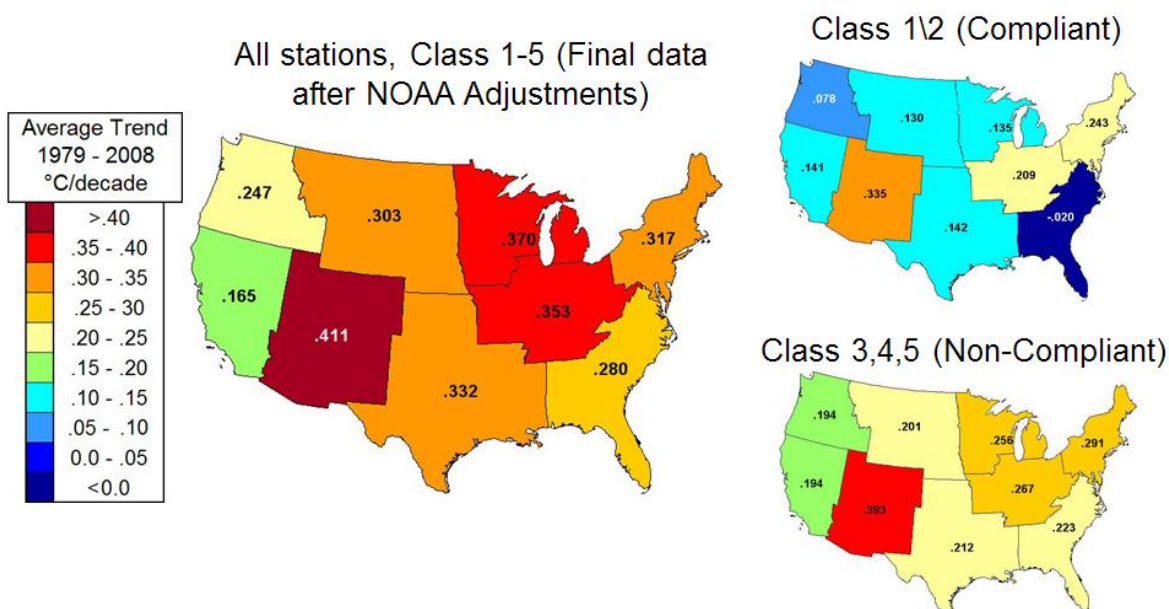 All stations, Class 1-5 (Final data
after NOAA Adjustments)
Average Trend
1979 - 2008
°C/decade
>.40
.35 - .40
.30 - .35
.25 - 30
.20 - .25
.15 - .20
.10 - .15
.05 - .10
0.0 - .05
<0.0
.247
.303
.370
.317
.165
.411
.353
.332
.280
Class 1\2 (Compliant)
.078
.130
.135
.243
.141
.335
.209
.142
-.020
Class 3,4,5 (Non-Compliant)
.194
.201
.256
.291
.194
.393
.267
.212
.223